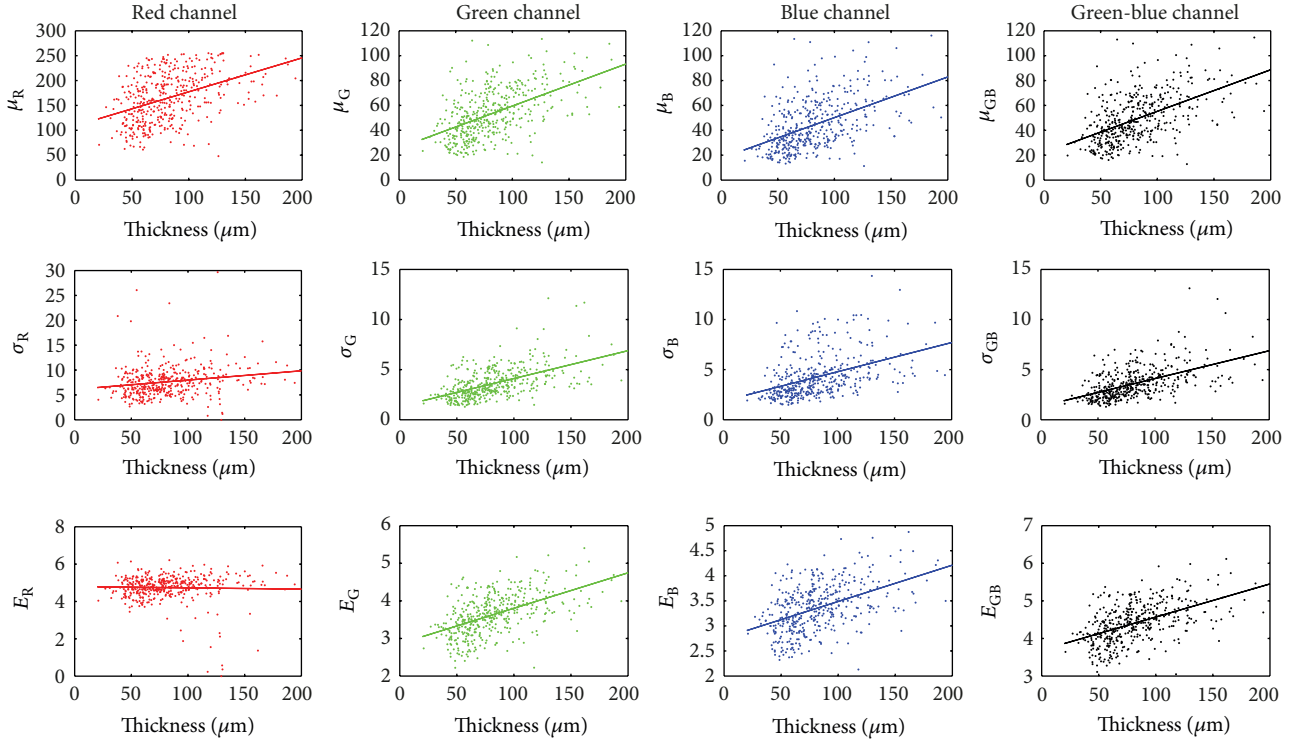 Red channel
Green channel
Blue channel
Green-blue channel
300
250
200
150
100
50
0
μR
0 50 100 150 200
Thickness (μm)
120
100
80
60
40
20
0
μG
0 50 100 150 200
Thickness (μm)
120
100
80
60
40
20
0
μB
0 50 100 150 200
Thickness (μm)
120
100
80
60
40
20
0
μGB
0 50 100 150 200
Thickness (μm)
30
25
20
15
10
5
0
σR
0 50 100 150 200
Thickness (μm)
15
10
5
0
σG
0 50 100 150 200
Thickness (μm)
15
10
5
0
σB
0 50 100 150 200
Thickness (μm)
15
10
5
0
σGB
0 50 100 150 200
Thickness (μm)
8
6
4
2
0
ER
0 50 100 150 200
Thickness (μm)
6
5
4
3
2
EG
0 50 100 150 200
Thickness (μm)
5
4.5
4
3.5
3
2.5
2
EB
0 50 100 150 200
Thickness (μm)
7
6
5
4
3
EGB
0 50 100 150 200
Thickness (μm)